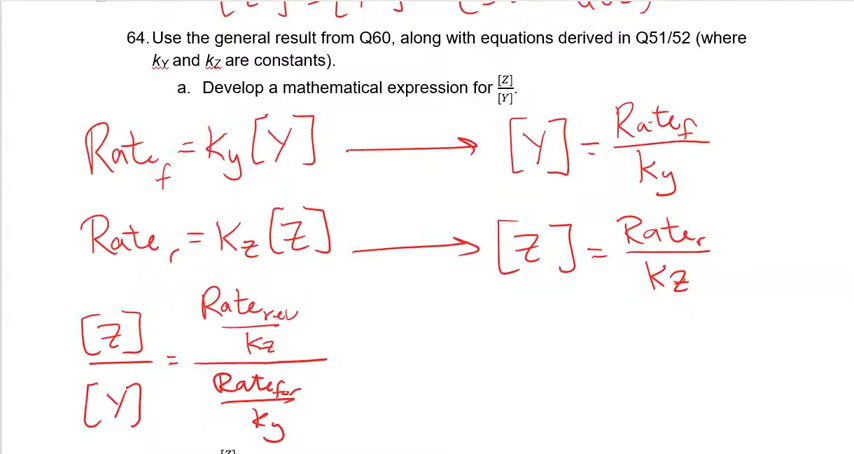 64. Use the general result from Q60, along with equations derived in Q51/52 (where
kY and kZ are constants).
a. Develop a mathematical expression for [Z]/[Y].
Rate_f = Ky[Y] ⟶ [Y] = Rate_f/Ky
Rate_r = Kz[Z] ⟶ [Z] = Rate_r/Kz
[Z]/[Y] = (Rate_rev/Kz)/(Rate_for/Ky)